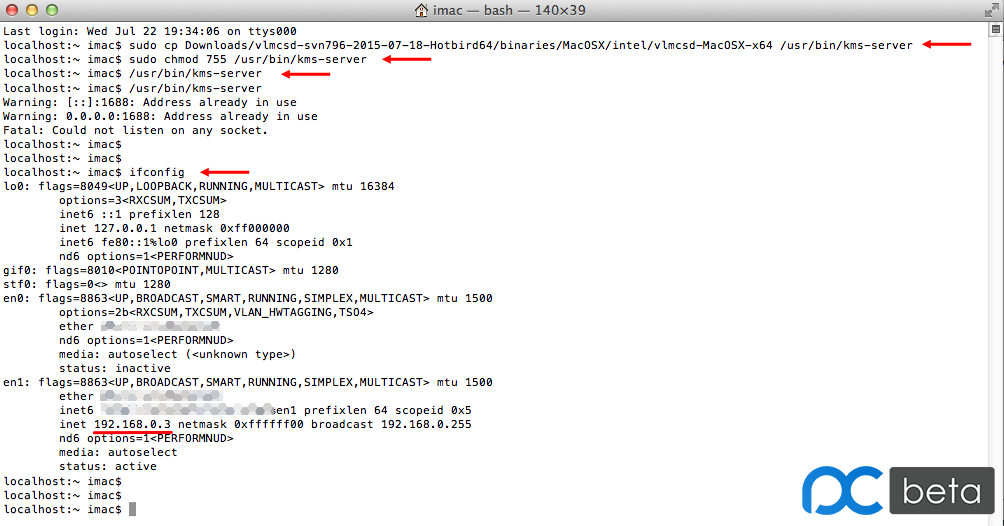 imac — bash — 140×39
Last login: Wed Jul 22 19:34:06 on ttys000
localhost:~ imac$ sudo cp Downloads/vlmcsd-svn796-2015-07-18-Hotbird64/binaries/MacOSX/intel/vlmcsd-MacOSX-x64 /usr/bin/kms-server
localhost:~ imac$ sudo chmod 755 /usr/bin/kms-server
localhost:~ imac$ /usr/bin/kms-server
localhost:~ imac$ /usr/bin/kms-server
Warning: [::]:1688: Address already in use
Warning: 0.0.0.0:1688: Address already in use
Fatal: Could not listen on any socket.
localhost:~ imac$
localhost:~ imac$
localhost:~ imac$ ifconfig
lo0: flags=8049<UP,LOOPBACK,RUNNING,MULTICAST> mtu 16384
options=3<RXCSUM,TXCSUM>
inet6 ::1 prefixlen 128
inet 127.0.0.1 netmask 0xff000000
inet6 fe80::1%lo0 prefixlen 64 scopeid 0x1
nd6 options=1<PERFORMNUD>
gif0: flags=8010<POINTOPOINT,MULTICAST> mtu 1280
stf0: flags=0<> mtu 1280
en0: flags=8863<UP,BROADCAST,SMART,RUNNING,SIMPLEX,MULTICAST> mtu 1500
options=2b<RXCSUM,TXCSUM,VLAN_HWTAGGING,TSO4>
ether
nd6 options=1<PERFORMNUD>
media: autoselect (<unknown type>)
status: inactive
en1: flags=8863<UP,BROADCAST,SMART,RUNNING,SIMPLEX,MULTICAST> mtu 1500
ether
inet6 en1 prefixlen 64 scopeid 0x5
inet 192.168.0.3 netmask 0xffffff00 broadcast 192.168.0.255
nd6 options=1<PERFORMNUD>
media: autoselect
status: active
localhost:~ imac$
localhost:~ imac$
localhost:~ imac$
pc beta